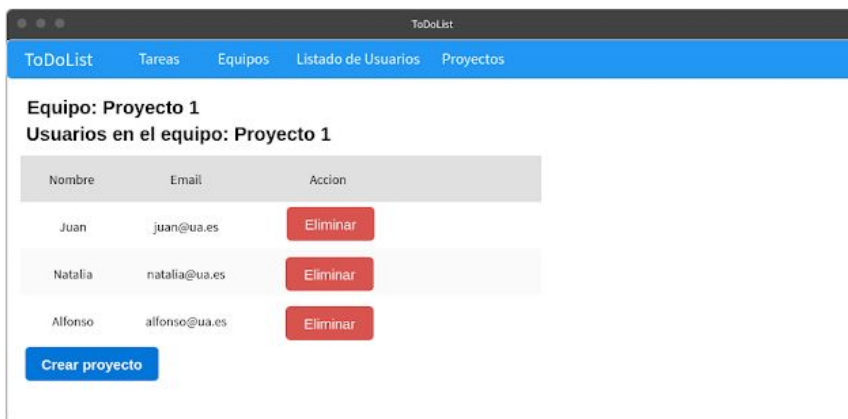 ToDoList
ToDoList Tareas Equipos Listado de Usuarios Proyectos
Equipo: Proyecto 1
Usuarios en el equipo: Proyecto 1
Nombre Email Accion
Juan juan@ua.es Eliminar
Natalia natalia@ua.es Eliminar
Alfonso alfonso@ua.es Eliminar
Crear proyecto